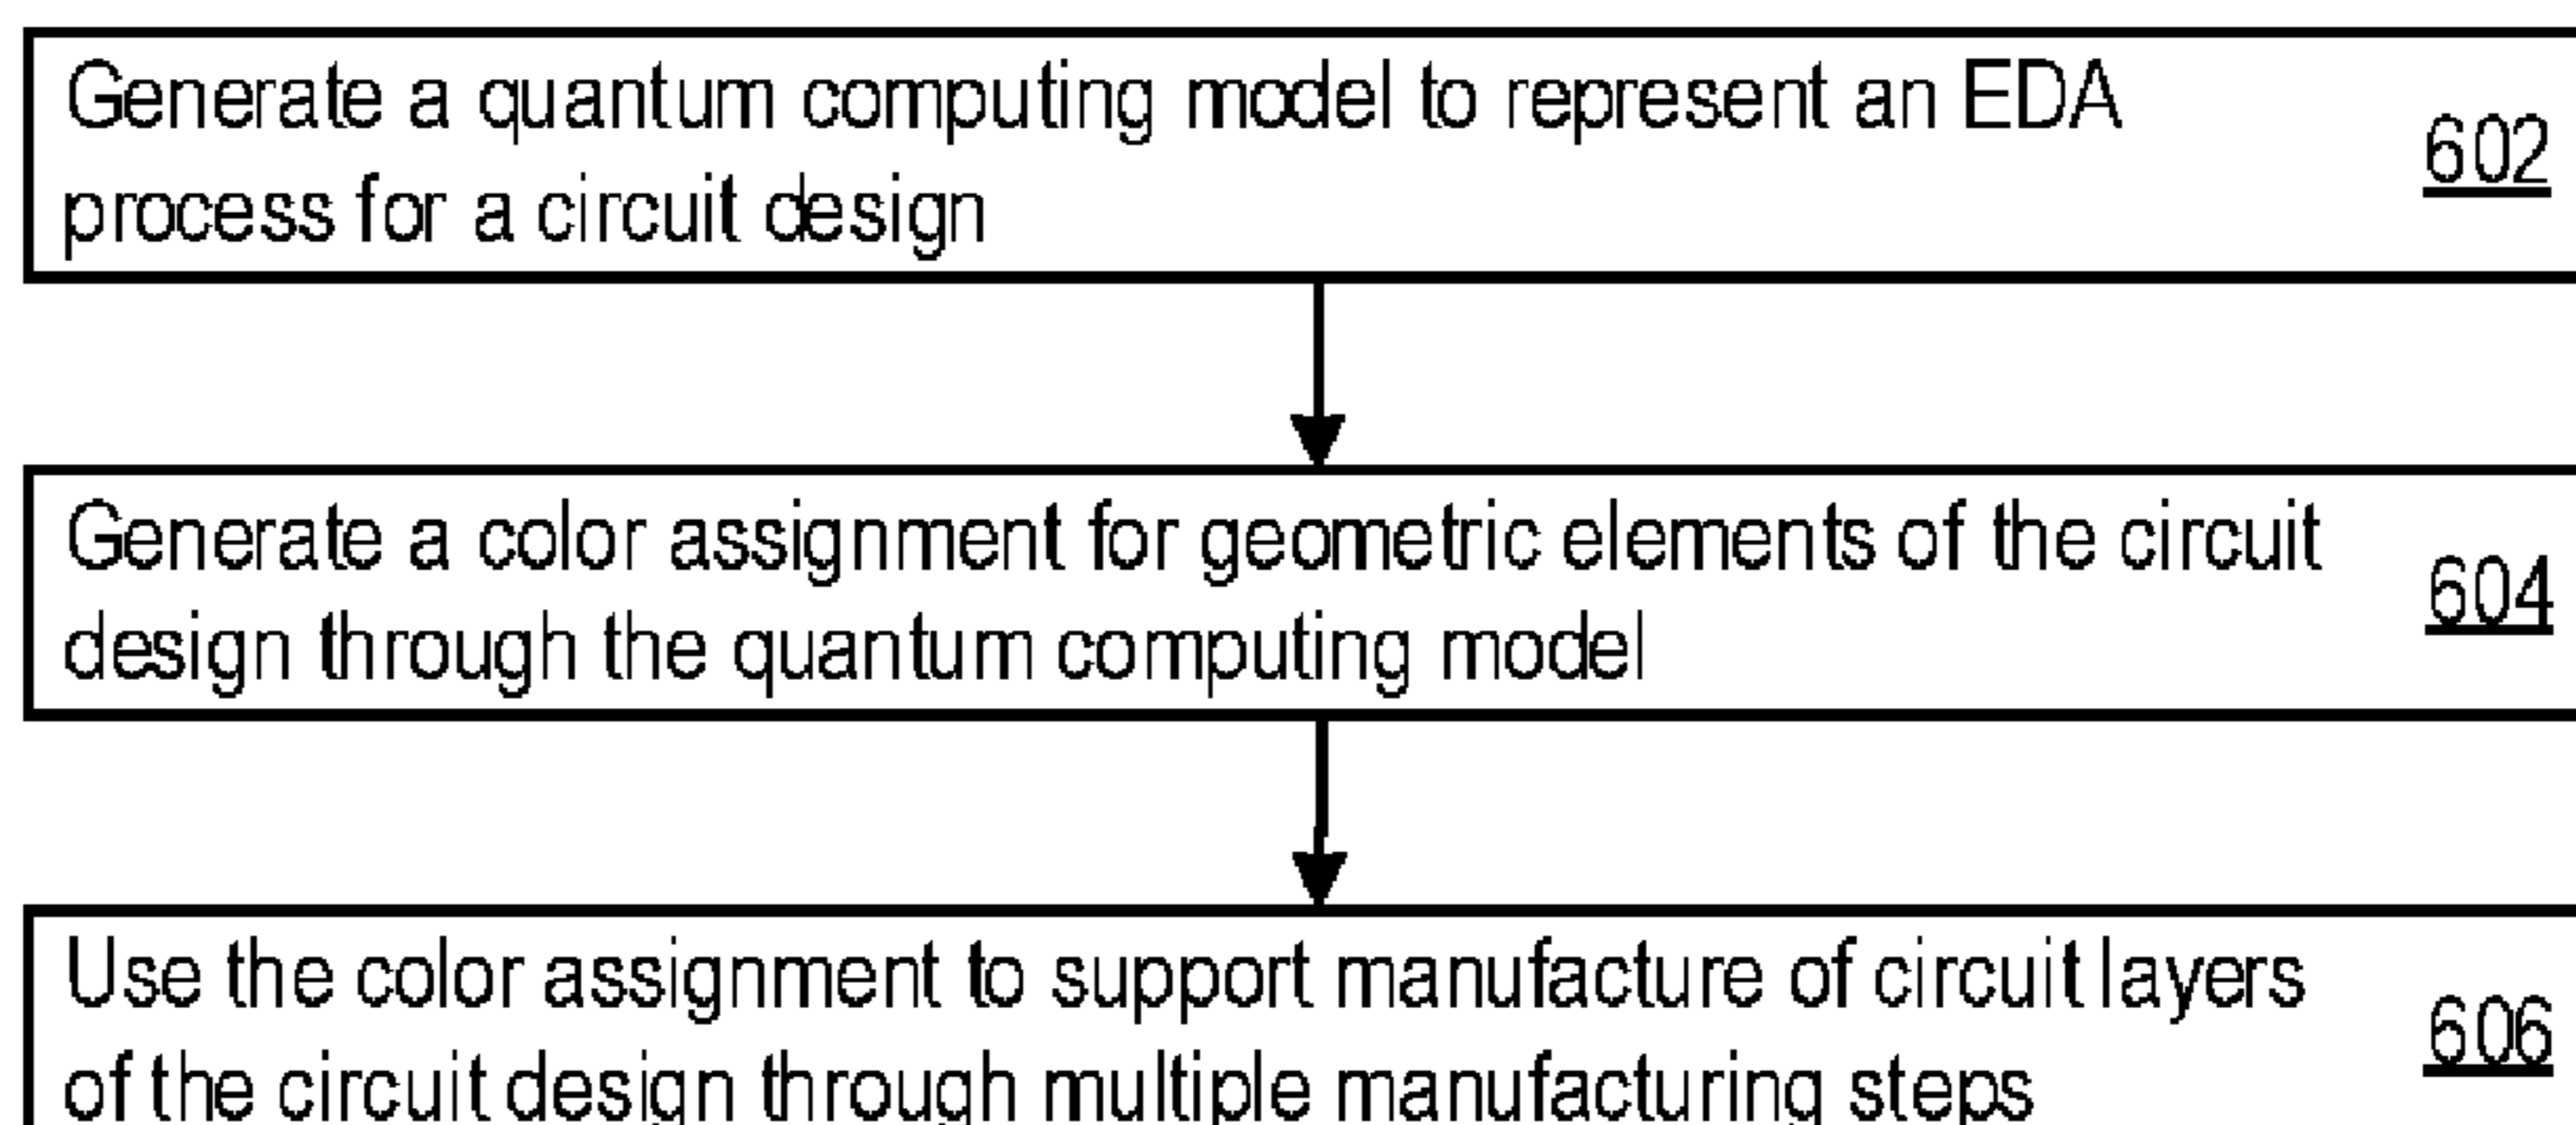 Generate a quantum computing model to represent an EDA
process for a circuit design
602
Generate a color assignment for geometric elements of the circuit
design through the quantum computing model
604
Use the color assignment to support manufacture of circuit layers
of the circuit design through multiple manufacturing steps
606